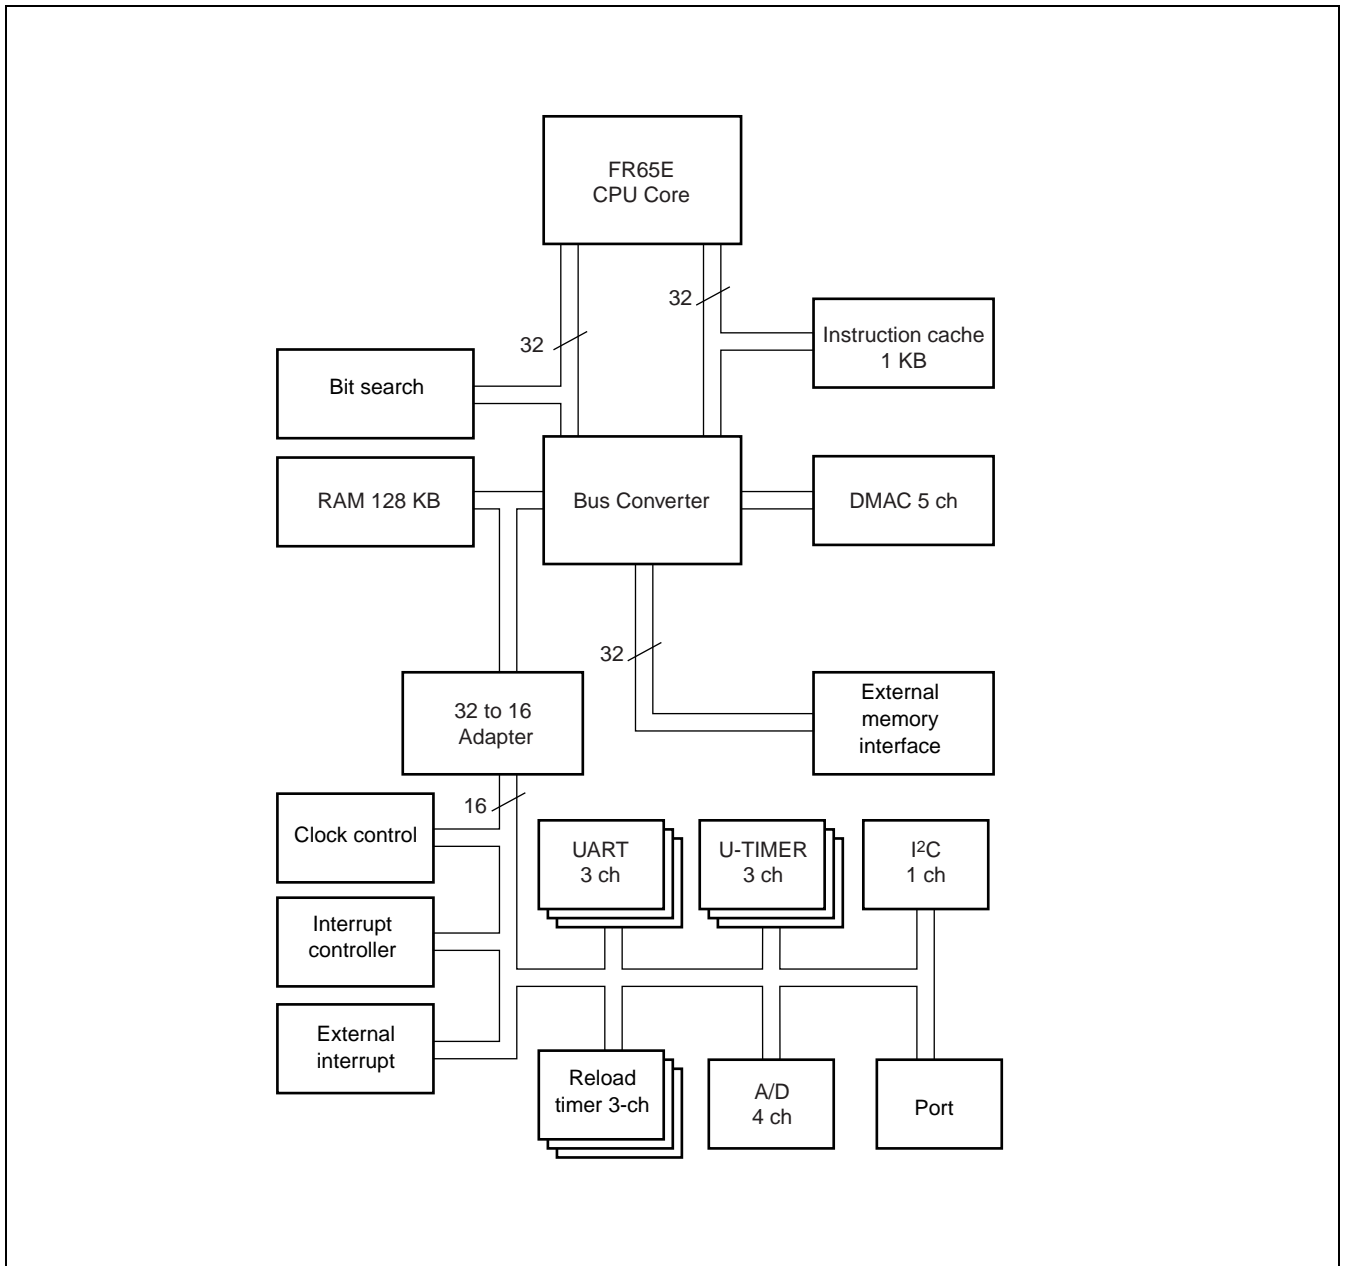 FR65E
CPU Core
32
32
Instruction cache
1 KB
Bit search
RAM 128 KB
Bus Converter
DMAC 5 ch
32
External
memory
interface
32 to 16
Adapter
16
Clock control
UART
3 ch
U-TIMER
3 ch
I²C
1 ch
Interrupt
controller
External
interrupt
Reload
timer 3-ch
A/D
4 ch
Port